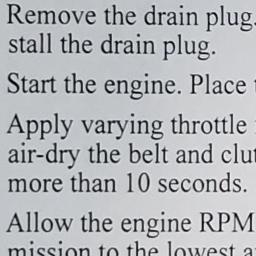 Remove the drain plug.
stall the drain plug.
Start the engine. Place
Apply varying throttle
air-dry the belt and clut
more than 10 seconds.
Allow the engine RPM
mission to the lowest a